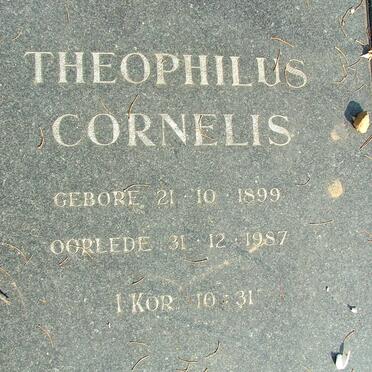 THEOPHILUS
CORNELIS
GEBORE 21 · 10 · 1899
OORLEDE 31 · 12 · 1987
1 KOR 10 : 31